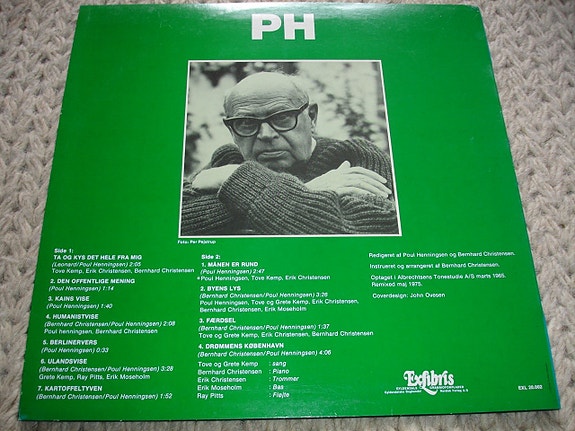 PH
Foto: Per Pejstrup
Side 1:
TA OG KYS DET HELE FRA MIG
(Leonard/Poul Henningsen) 2:65
Tove Kemp, Erik Christensen, Bernhard Christensen
2. DEN OFFENTLIGE MENING
(Poul Henningsen) 1:14
3. KAINS VISE
(Poul Henningsen) 1:40
4. HUMANISTVISE
(Bernhard Christensen/Poul Henningsen) 2:08
Poul henningsen, Bernhard Christensen
5. BERLINERVERS
(Poul Henningsen) 0:33
6. ULANDSVISE
(Bernhard Christensen/Poul Henningsen) 3:28
Grete Kemp, Ray Pitts, Erik Moseholm
7. KARTOFFELTYVEN
(Bernhard Christensen/Poul Henningsen) 1:52
Side 2:
1. MÅNEN ER RUND
(Poul Henningsen) 2:47
Poul Henningsen, Tove Kemp, Erik Christensen
2. BYENS LYS
(Bernhard Christensen/Poul Henningsen) 3:26
Poul Henningsen, Tove og Grete Kemp, Erik Christensen,
Bernhard Christensen, Erik Moseholm
3. FÆRDSEL
(Bernhard Christensen/Poul Henningsen) 1:37
Tove og Grete Kemp, Erik Christensen, Bernhard Christensen
4. DRØMMENS KØBENHAVN
(Bernhard Christensen/Poul Henningsen) 4:06
Tove og Grete Kemp : sang
Bernhard Christensen : Piano
Erik Christensen : Trommer
Erik Moseholm : Bas
Ray Pitts : Fløjte
Redigeret af Poul Henningsen og Bernhard Christensen.
Instrueret og arrangeret af Bernhard Christensen.
Optaget i Albrechtsens Tonestudie A/S marts 1965.
Remixed maj 1975.
Coverdesign: John Ovesen
Exlibris
GYLDENDALS GRAMMOFONPLADER
EXL 20.002